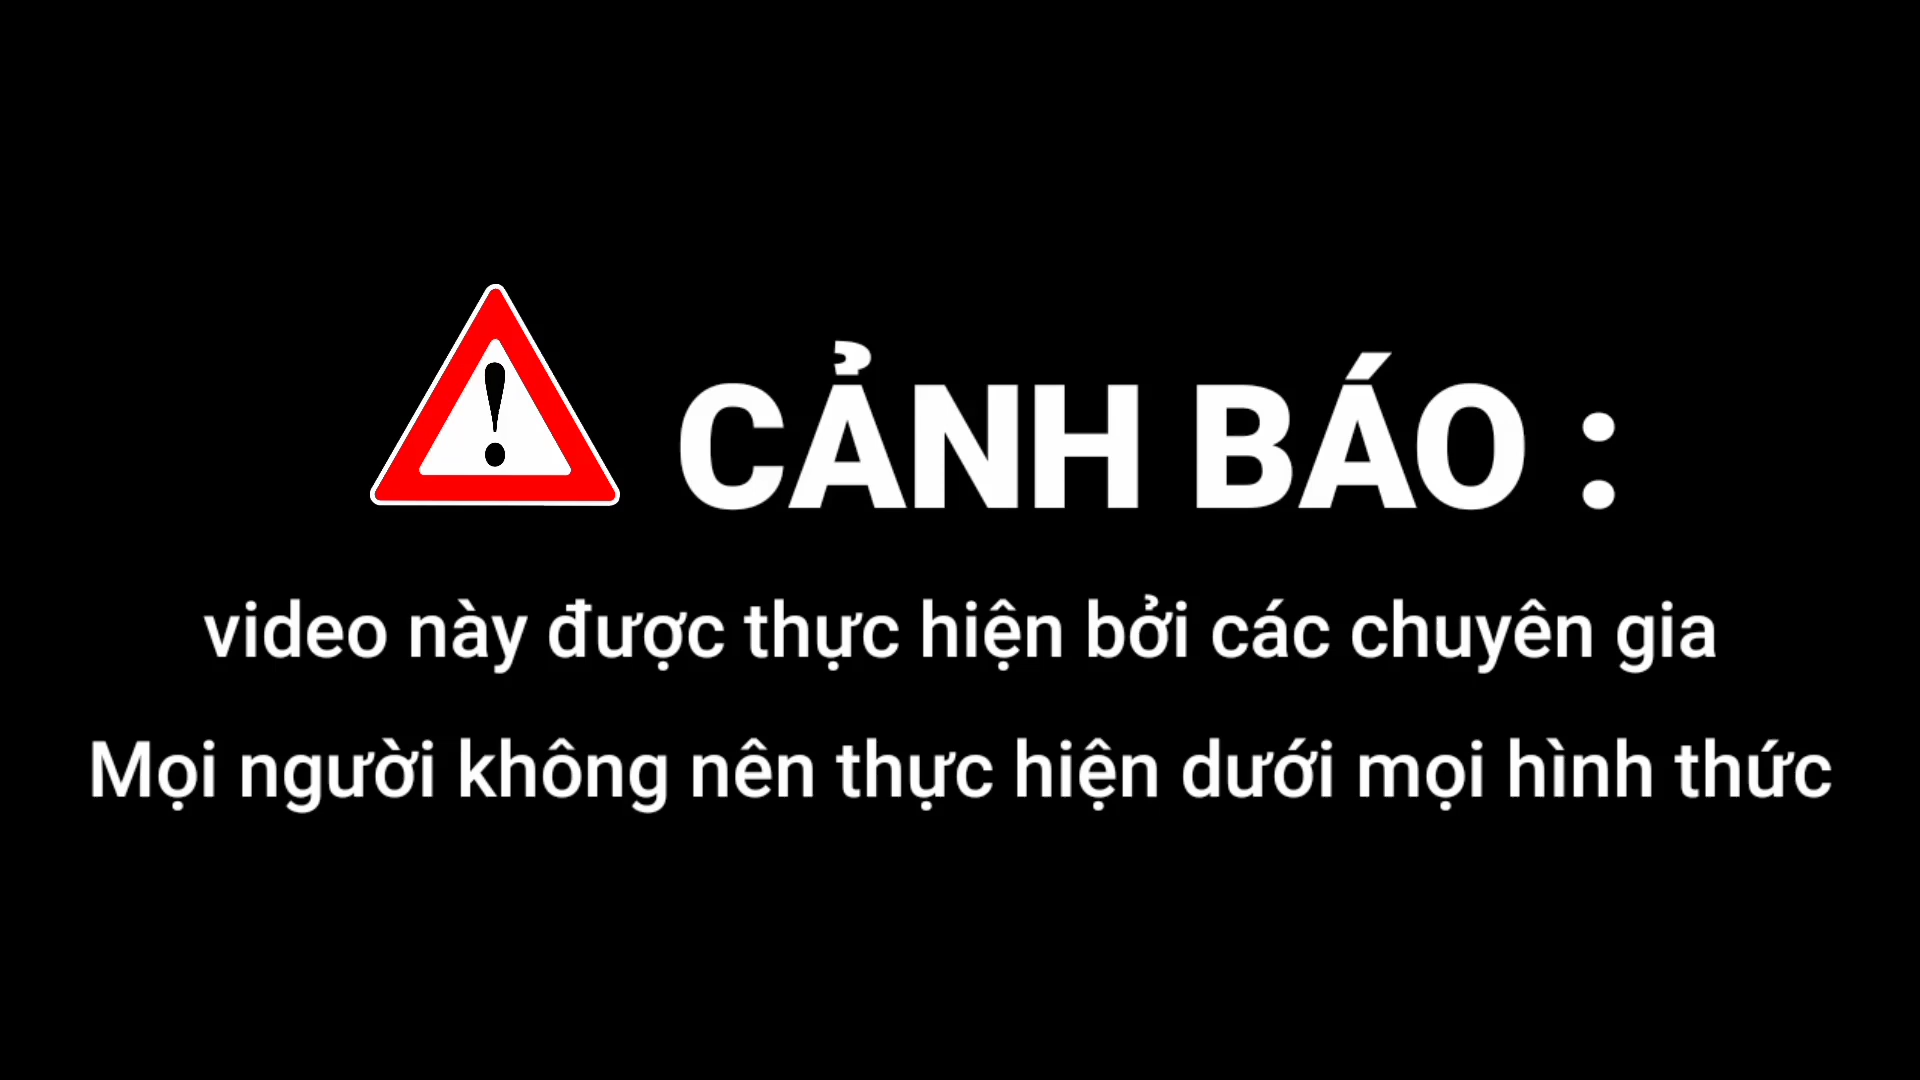 CẢNH BÁO :
video này được thực hiện bởi các chuyên gia
Mọi người không nên thực hiện dưới mọi hình thức